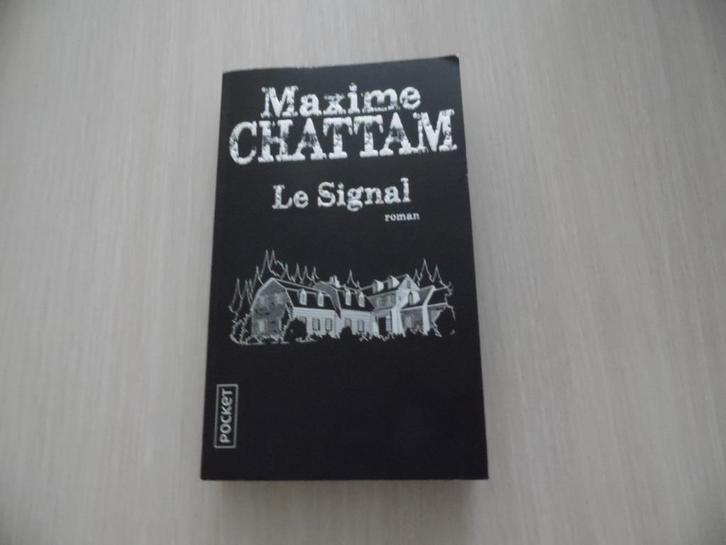 Maxime
CHATTAM
Le Signal
roman
POCKET